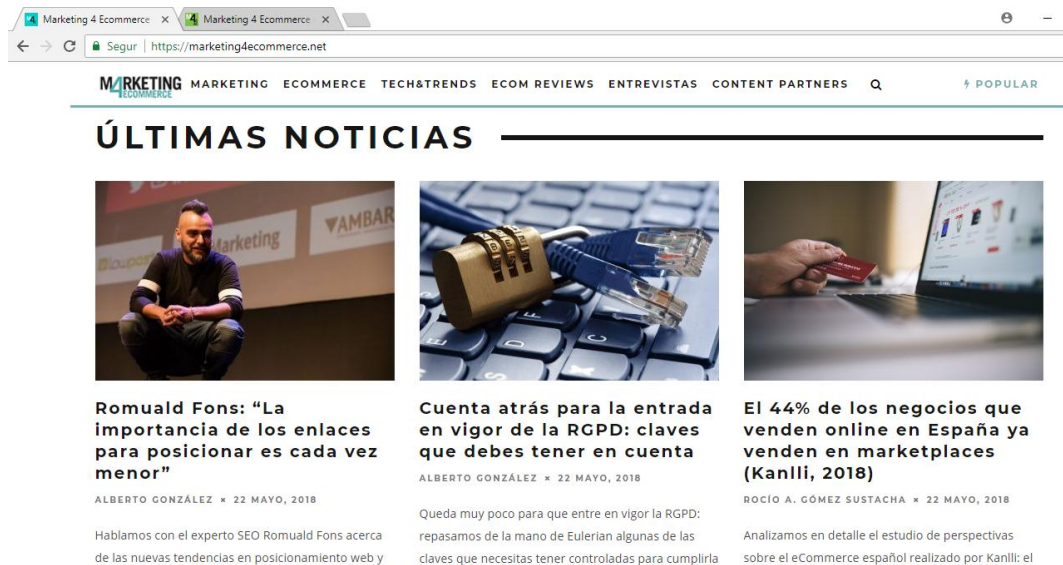 Marketing 4 Ecommerce
Marketing 4 Ecommerce
Segur | https://marketing4ecommerce.net
M4RKETING ECOMMERCE
MARKETING ECOMMERCE TECH&TRENDS ECOM REVIEWS ENTREVISTAS CONTENT PARTNERS
POPULAR
ÚLTIMAS NOTICIAS
AMBAR
Marketing
Romuald Fons: “La
importancia de los enlaces
para posicionar es cada vez
menor”
ALBERTO GONZÁLEZ × 22 MAYO, 2018
Hablamos con el experto SEO Romuald Fons acerca
de las nuevas tendencias en posicionamiento web y
Cuenta atrás para la entrada
en vigor de la RGPD: claves
que debes tener en cuenta
ALBERTO GONZÁLEZ × 22 MAYO, 2018
Queda muy poco para que entre en vigor la RGPD:
repasamos de la mano de Eulerian algunas de las
claves que necesitas tener controladas para cumplirla
El 44% de los negocios que
venden online en España ya
venden en marketplaces
(Kanlli, 2018)
ROCÍO A. GÓMEZ SUSTACHA × 22 MAYO, 2018
Analizamos en detalle el estudio de perspectivas
sobre el eCommerce español realizado por Kanlli: el